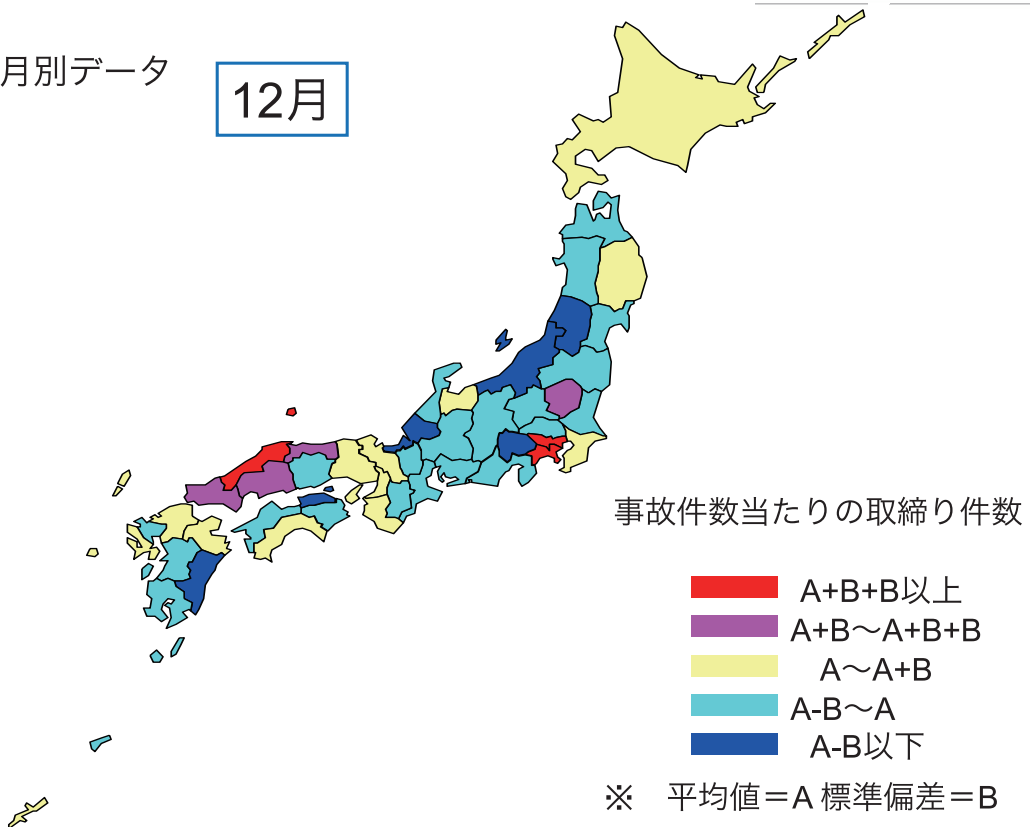 月別データ
12月
事故件数当たりの取締り件数
A+B+B以上
A+B〜A+B+B
A〜A+B
A-B〜A
A-B以下
※ 平均値＝A 標準偏差＝B